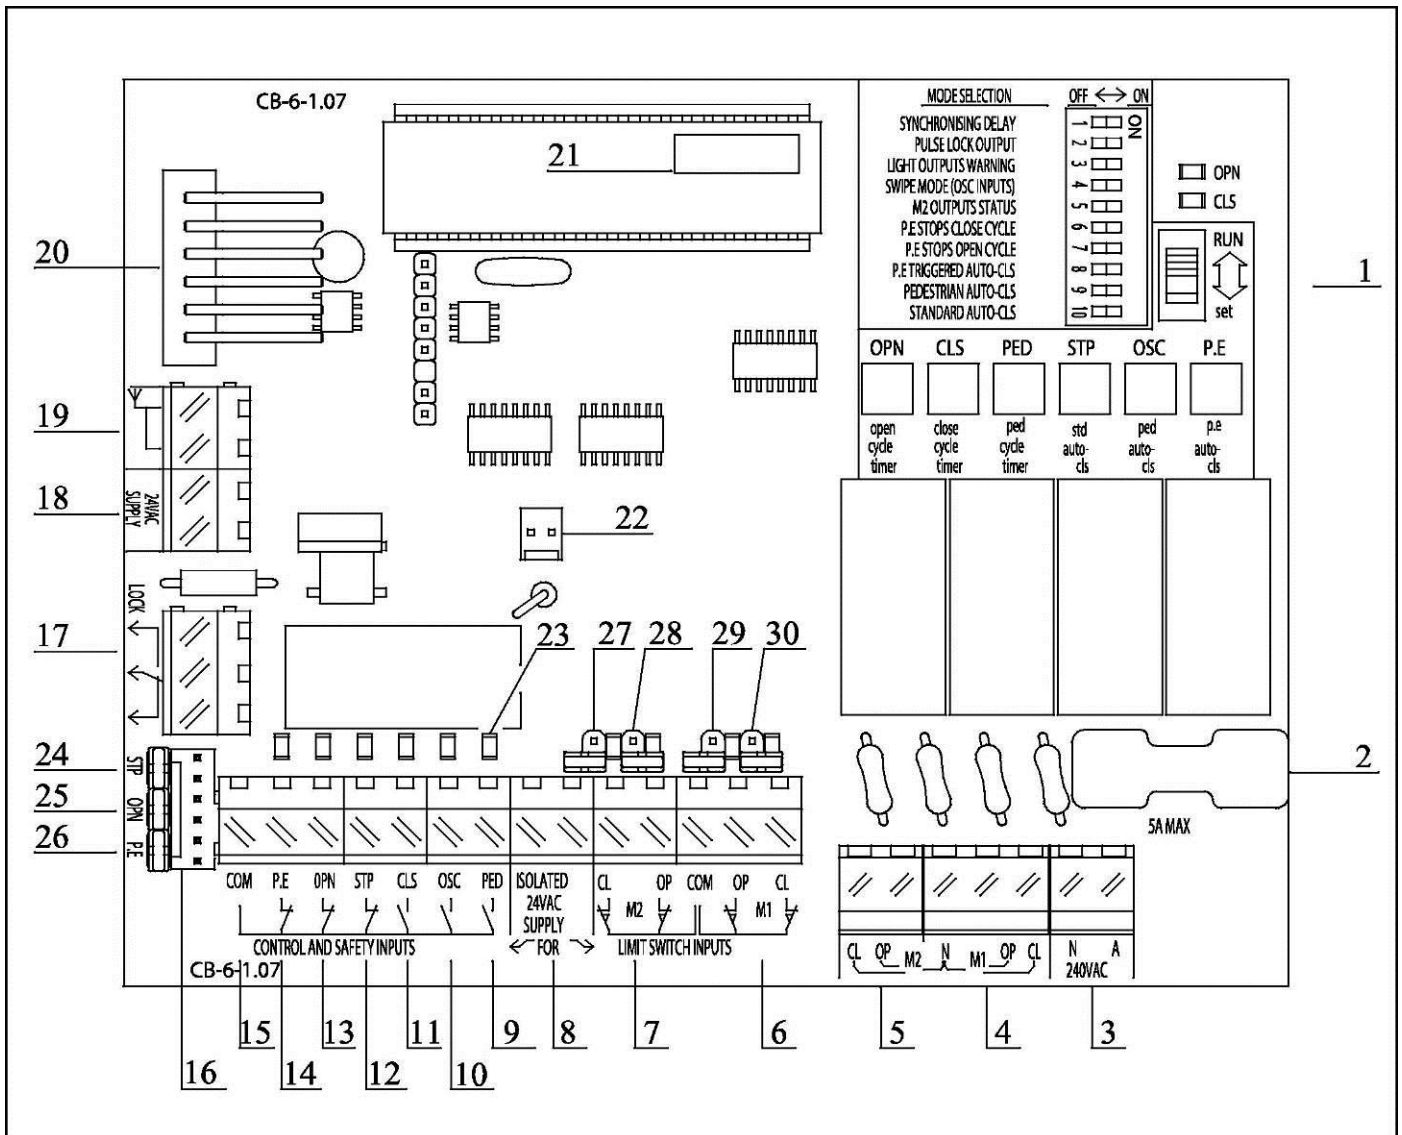 CB-6-1.07
MODE SELECTION OFF ON
SYNCHRONISING DELAY 1 ON
PULSE LOCK OUTPUT 2
LIGHT OUTPUTS WARNING 3
SWIPE MODE (OSC INPUTS) 4
M2 OUTPUTS STATUS 5
P.E STOPS CLOSE CYCLE 6
P.E STOPS OPEN CYCLE 7
P.E TRIGGERED AUTO-CLS 8
PEDESTRIAN AUTO-CLS 9
STANDARD AUTO-CLS 10
OPN
CLS
RUN
set
21
20
1
OPN CLS PED STP OSC P.E
open close ped std ped p.e
cycle cycle cycle auto- auto- auto-
timer timer timer cls cls cls
19
18
24VAC
SUPPLY
22
LOCK
17
23 27 28 29 30
24 STP
25 OPN
26 P.E
2
5A MAX
COM P.E OPN STP CLS OSC PED ISOLATED CL OP COM OP CL
24VAC
SUPPLY
FOR
M2 M1
CONTROL AND SAFETY INPUTS
LIMIT SWITCH INPUTS
CL OP M2 N M1 OP CL N A
240VAC
CB-6-1.07
15 13 11 9 8 7 6 5 4 3
16 14 12 10